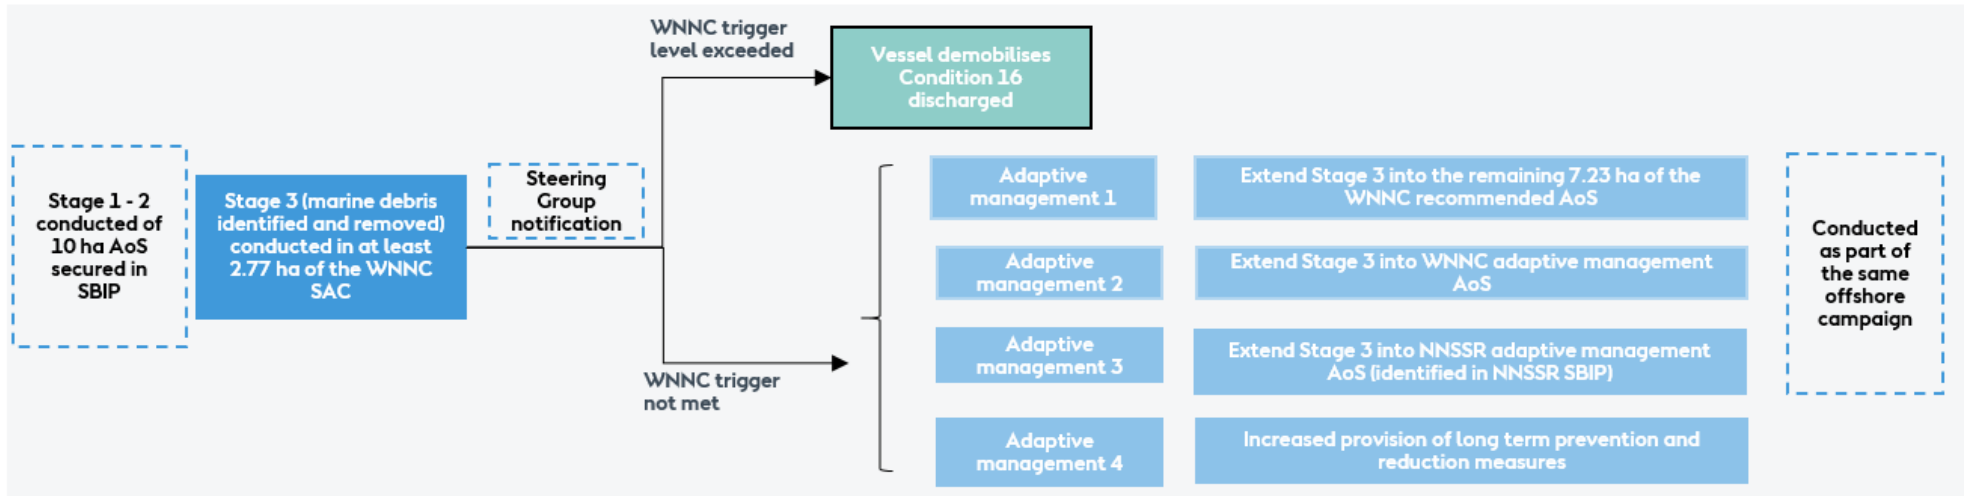 WNNC trigger
level exceeded
Vessel demobilises
Condition 16
discharged
Stage 1 - 2
conducted of
10 ha AoS
secured in
SBIP
Stage 3 (marine debris
identified and removed)
conducted in at least
2.77 ha of the WNNC
SAC
Steering
Group
notification
WNNC trigger
not met
Adaptive
management 1
Extend Stage 3 into the remaining 7.23 ha of the
WNNC recommended AoS
Adaptive
management 2
Extend Stage 3 into WNNC adaptive management
AoS
Adaptive
management 3
Extend Stage 3 into NNSSR adaptive management
AoS (identified in NNSSR SBIP)
Adaptive
management 4
Increased provision of long term prevention and
reduction measures
Conducted
as part of
the same
offshore
campaign